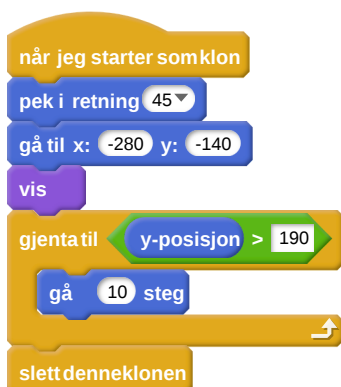 når jeg starter som klon
pek i retning 45
gå til x: -280 y: -140
vis
gjenta til y-posisjon > 190
gå 10 steg
slett denne klonen